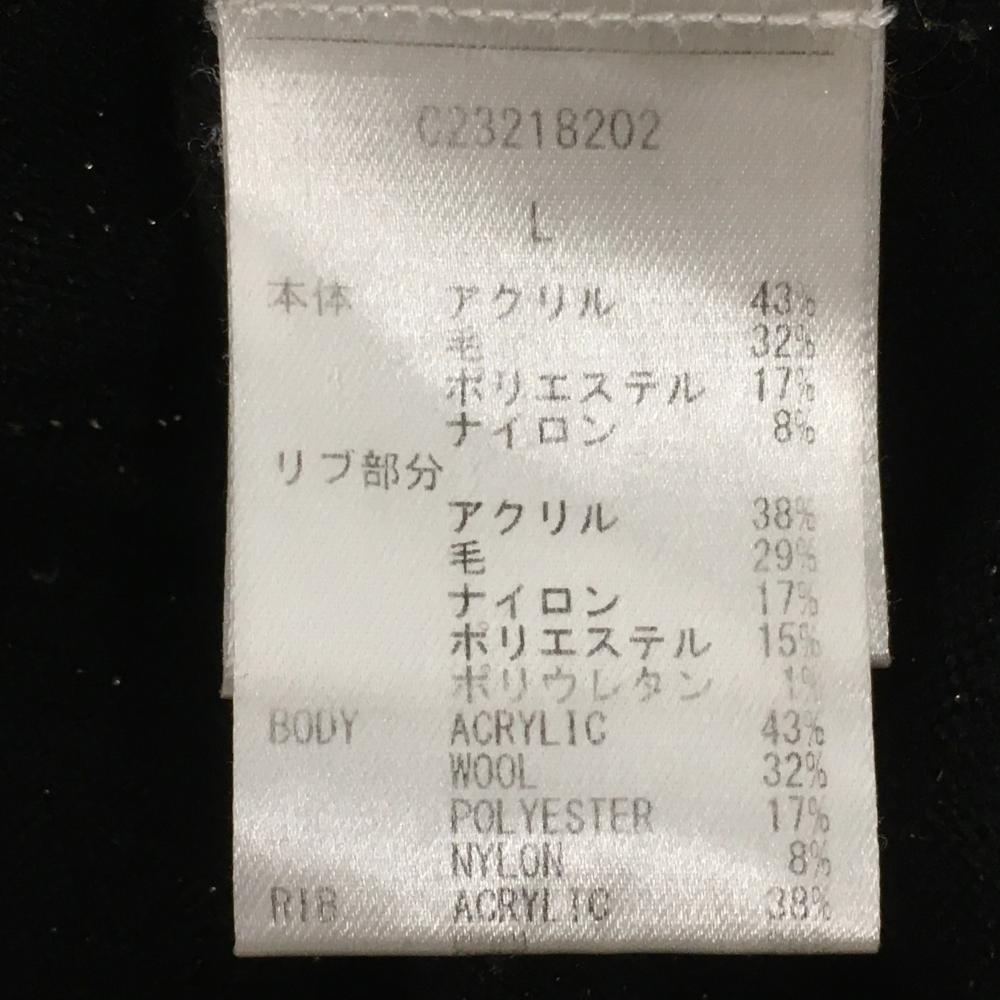 C23218202
L
本体 アクリル 43%
毛 32%
ポリエステル 17%
ナイロン 8%
リブ部分
アクリル 38%
毛 29%
ナイロン 17%
ポリエステル 15%
ポリウレタン 1%
BODY ACRYLIC 43%
WOOL 32%
POLYESTER 17%
NYLON 8%
RIB ACRYLIC 38%